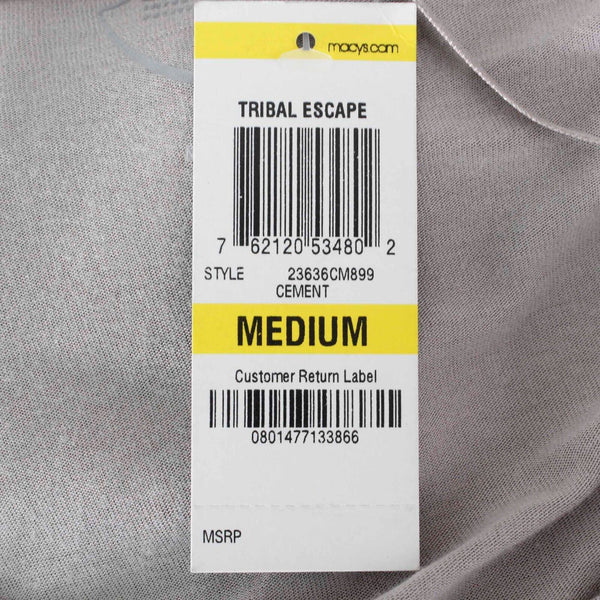 macys.com
TRIBAL ESCAPE
7 62120 53480 2
STYLE 23636CM899
CEMENT
MEDIUM
Customer Return Label
0801477133866
MSRP